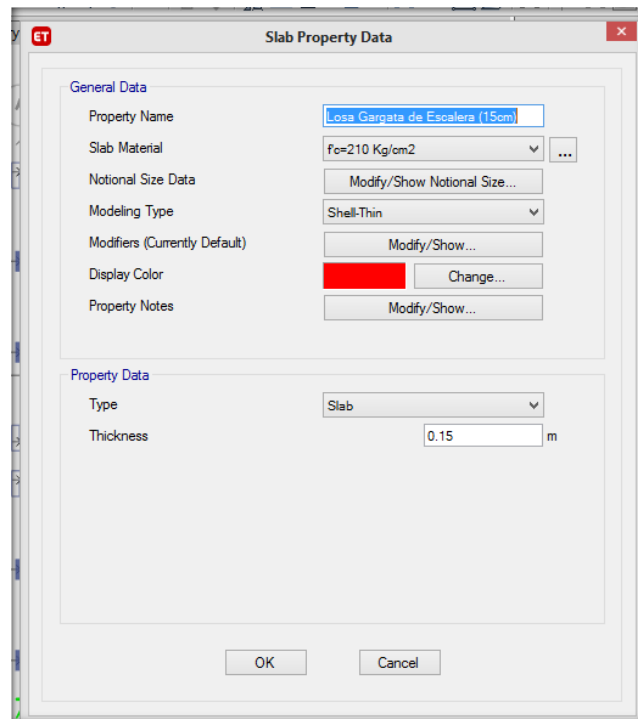 ET Slab Property Data
General Data
Property Name Losa Gargata de Escalera (15cm)
Slab Material f'c=210 Kg/cm2 ...
Notional Size Data Modify/Show Notional Size...
Modeling Type Shell-Thin
Modifiers (Currently Default) Modify/Show...
Display Color Change...
Property Notes Modify/Show...
Property Data
Type Slab
Thickness 0.15 m
OK Cancel